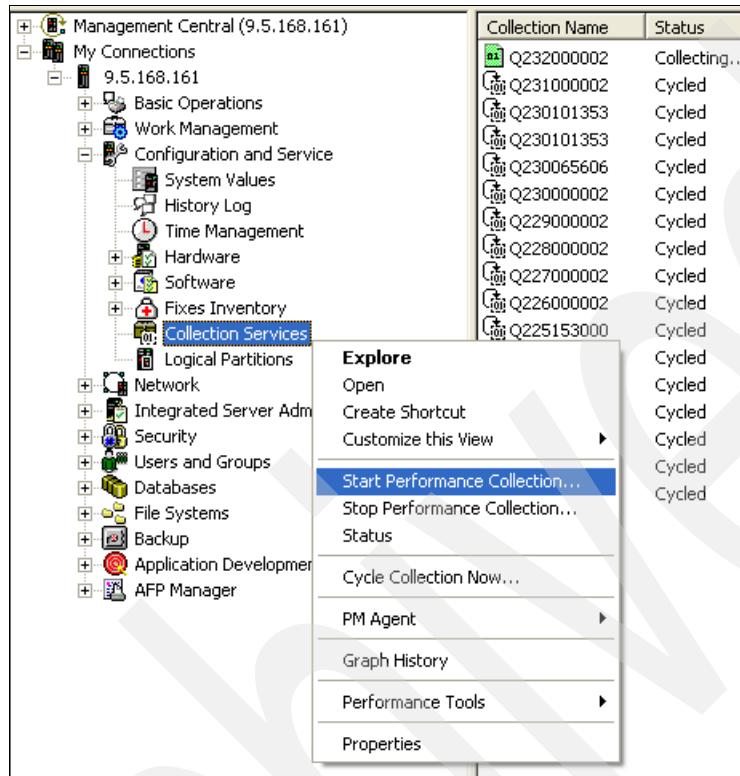 Management Central (9.5.168.161)
My Connections
9.5.168.161
Basic Operations
Work Management
Configuration and Service
System Values
History Log
Time Management
Hardware
Software
Fixes Inventory
Collection Services
Logical Partitions
Network
Integrated Server Adm
Security
Users and Groups
Databases
File Systems
Backup
Application Developmen
AFP Manager
Collection Name Status
Q232000002 Collecting..
Q231000002 Cycled
Q230101353 Cycled
Q230101353 Cycled
Q230065606 Cycled
Q230000002 Cycled
Q229000002 Cycled
Q228000002 Cycled
Q227000002 Cycled
Q226000002 Cycled
Q225153000 Cycled
Cycled
Cycled
Cycled
Cycled
Cycled
Cycled
Explore
Open
Create Shortcut
Customize this View
Start Performance Collection...
Stop Performance Collection...
Status
Cycle Collection Now...
PM Agent
Graph History
Performance Tools
Properties